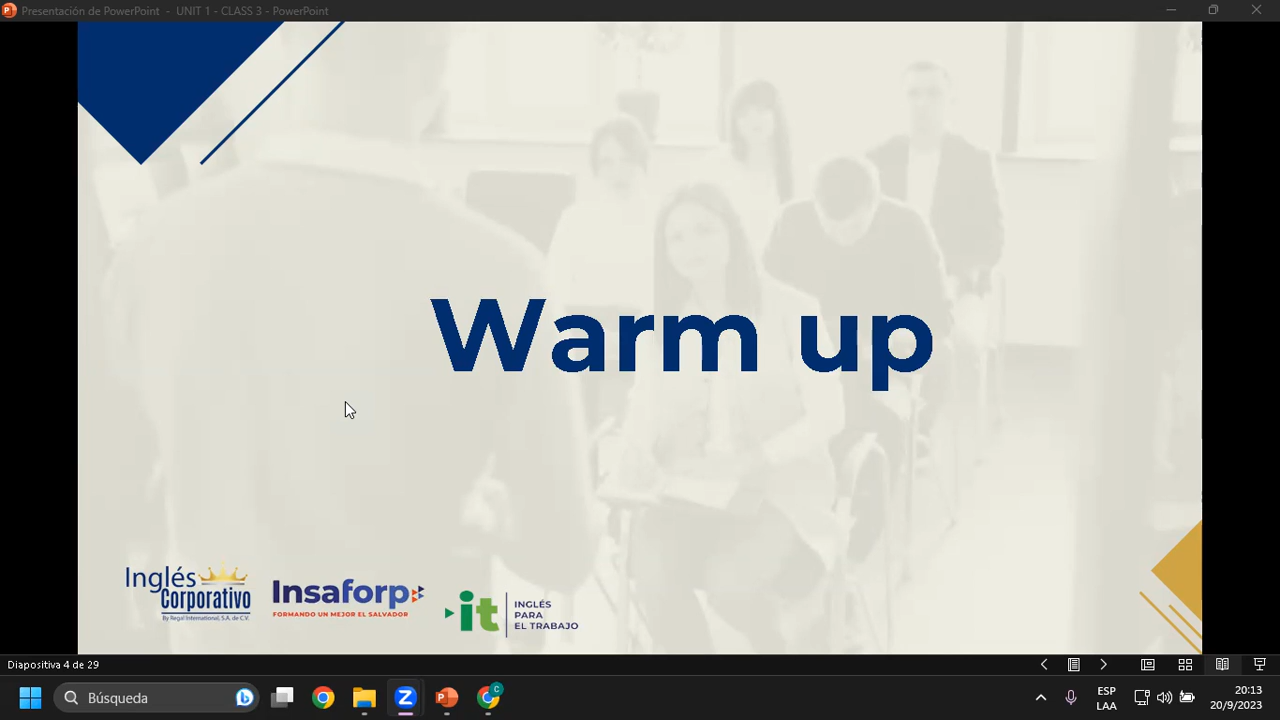 Presentación de PowerPoint - UNIT 1 - CLASS 3 - PowerPoint
Warm up
Inglés
Corporativo
By Regal International, S.A. de C.V.
Insaforp
FORMANDO UN MEJOR EL SALVADOR
it
INGLÉS
PARA
EL TRABAJO
Diapositiva 4 de 29
Búsqueda
ESP
LAA
20:13
20/9/2023